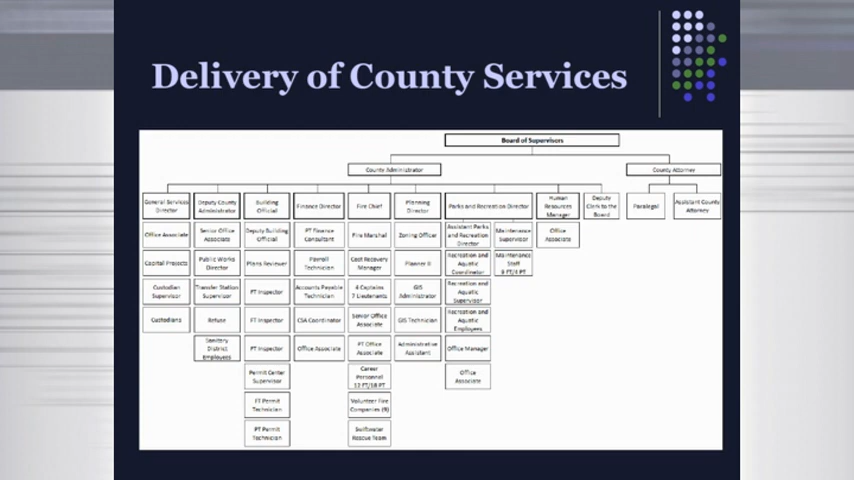 Delivery of County Services
Board of Supervisors
County Administrator
County Attorney
General Services
Director
Deputy County
Administrator
Building
Official
Finance Director
Fire Chief
Planning
Director
Parks and Recreation Director
Human
Resources
Manager
Deputy
Clerk to the
Board
Paralegal
Assistant County
Attorney
Office Associate
Senior Office
Associate
Deputy Building
Official
PT Finance
Consultant
Fire Marshal
Zoning Officer
Assistant Parks
and Recreation
Director
Maintenance
Supervisor
Office
Associate
Capital Projects
Public Works
Director
Plans Reviewer
Payroll
Technician
Cost Recovery
Manager
Planner II
Recreation and
Aquatic
Coordinator
Maintenance
Staff
9 FT/4 PT
Custodian
Supervisor
Transfer Station
Supervisor
FT Inspector
Accounts Payable
Technician
4 Captains
7 Lieutenants
GIS
Administrator
Recreation and
Aquatic
Supervisor
Custodians
Refuse
FT Inspector
CSA Coordinator
Senior Office
Associate
GIS Technician
Recreation and
Aquatic
Employees
Sanitary
District
Employees
FT Inspector
Office Associate
PT Office
Associate
Administrative
Assistant
Office Manager
Permit Center
Supervisor
Career
Personnel
12 FT/18 PT
Office
Associate
FT Permit
Technician
Volunteer Fire
Companies (9)
PT Permit
Technician
Swiftwater
Rescue Team